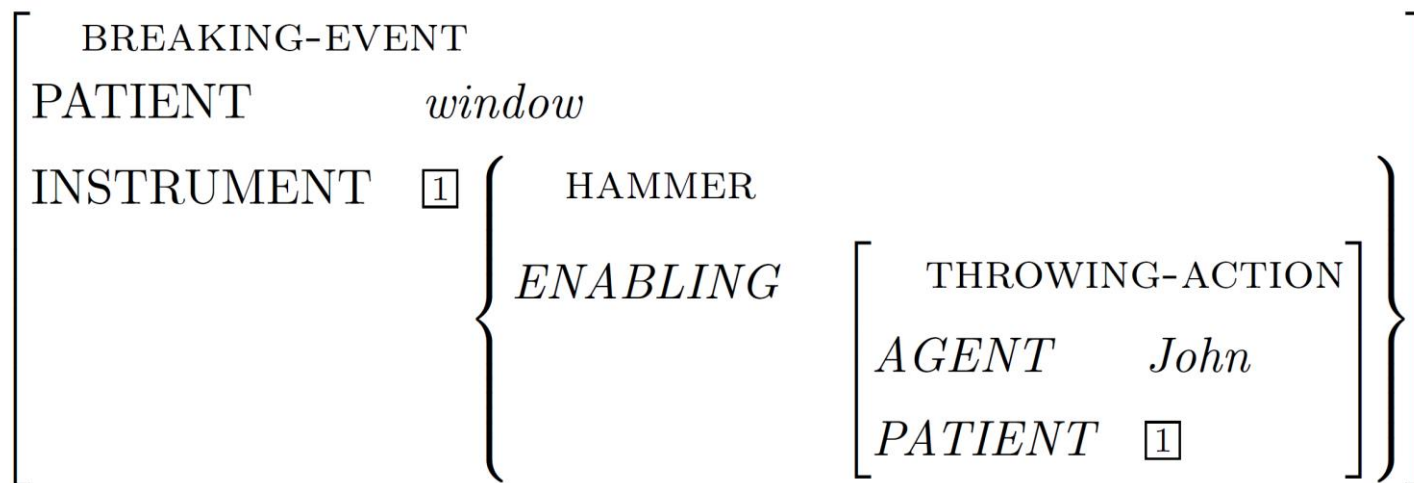 BREAKING-EVENT
PATIENT window
INSTRUMENT 1 HAMMER
ENABLING THROWING-ACTION
AGENT John
PATIENT 1